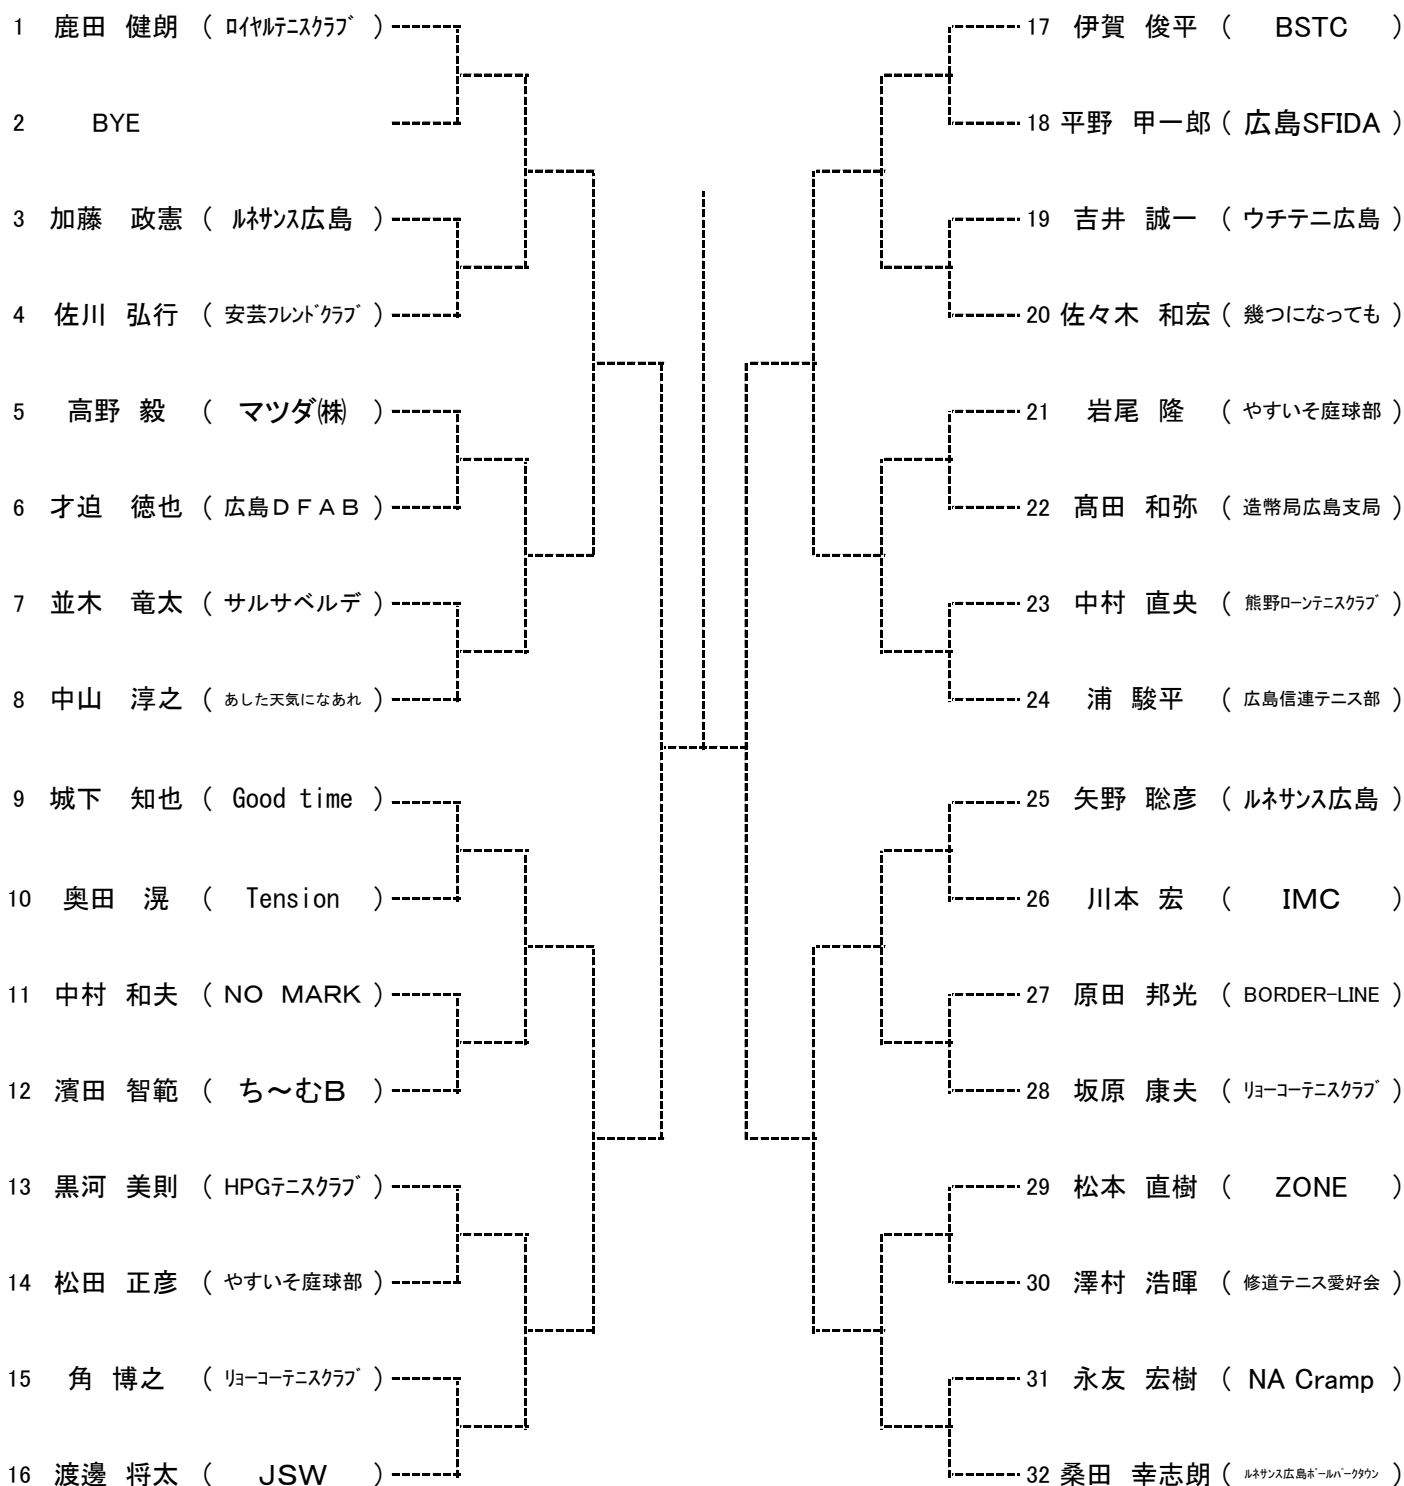 1 鹿田 健朗 （ ﾛｲﾔﾙﾃﾆｽｸﾗﾌﾞ ）
2 BYE
3 加藤 政憲 （ ﾙﾈｻﾝｽ広島 ）
4 佐川 弘行 （ 安芸ﾌﾚﾝﾄﾞｸﾗﾌﾞ ）
5 高野 毅 （ マツダ㈱ ）
6 才迫 徳也 （ 広島ＤＦＡＢ ）
7 並木 竜太 （ サルサベルデ ）
8 中山 淳之 （ あした天気になあれ ）
9 城下 知也 （ Good time ）
10 奥田 滉 （ Tension ）
11 中村 和夫 （ NO MARK ）
12 濱田 智範 （ ち～むB ）
13 黒河 美則 （ HPGﾃﾆｽｸﾗﾌﾞ ）
14 松田 正彦 （ やすいそ庭球部 ）
15 角 博之 （ ﾘｮｰｺｰﾃﾆｽｸﾗﾌﾞ ）
16 渡邊 将太 （ JSW ）
17 伊賀 俊平 （ BSTC ）
18 平野 甲一郎 （ 広島SFIDA ）
19 吉井 誠一 （ ウチテニ広島 ）
20 佐々木 和宏 （ 幾つになっても ）
21 岩尾 隆 （ やすいそ庭球部 ）
22 髙田 和弥 （ 造幣局広島支局 ）
23 中村 直央 （ 熊野ﾛｰﾝﾃﾆｽｸﾗﾌﾞ ）
24 浦 駿平 （ 広島信連テニス部 ）
25 矢野 聡彦 （ ﾙﾈｻﾝｽ広島 ）
26 川本 宏 （ IMC ）
27 原田 邦光 （ BORDER-LINE ）
28 坂原 康夫 （ ﾘｮｰｺｰﾃﾆｽｸﾗﾌﾞ ）
29 松本 直樹 （ ZONE ）
30 澤村 浩暉 （ 修道テニス愛好会 ）
31 永友 宏樹 （ NA Cramp ）
32 桑田 幸志朗 （ ﾙﾈｻﾝｽ広島ﾎﾞｰﾙﾊﾟｰｸﾀｳﾝ ）